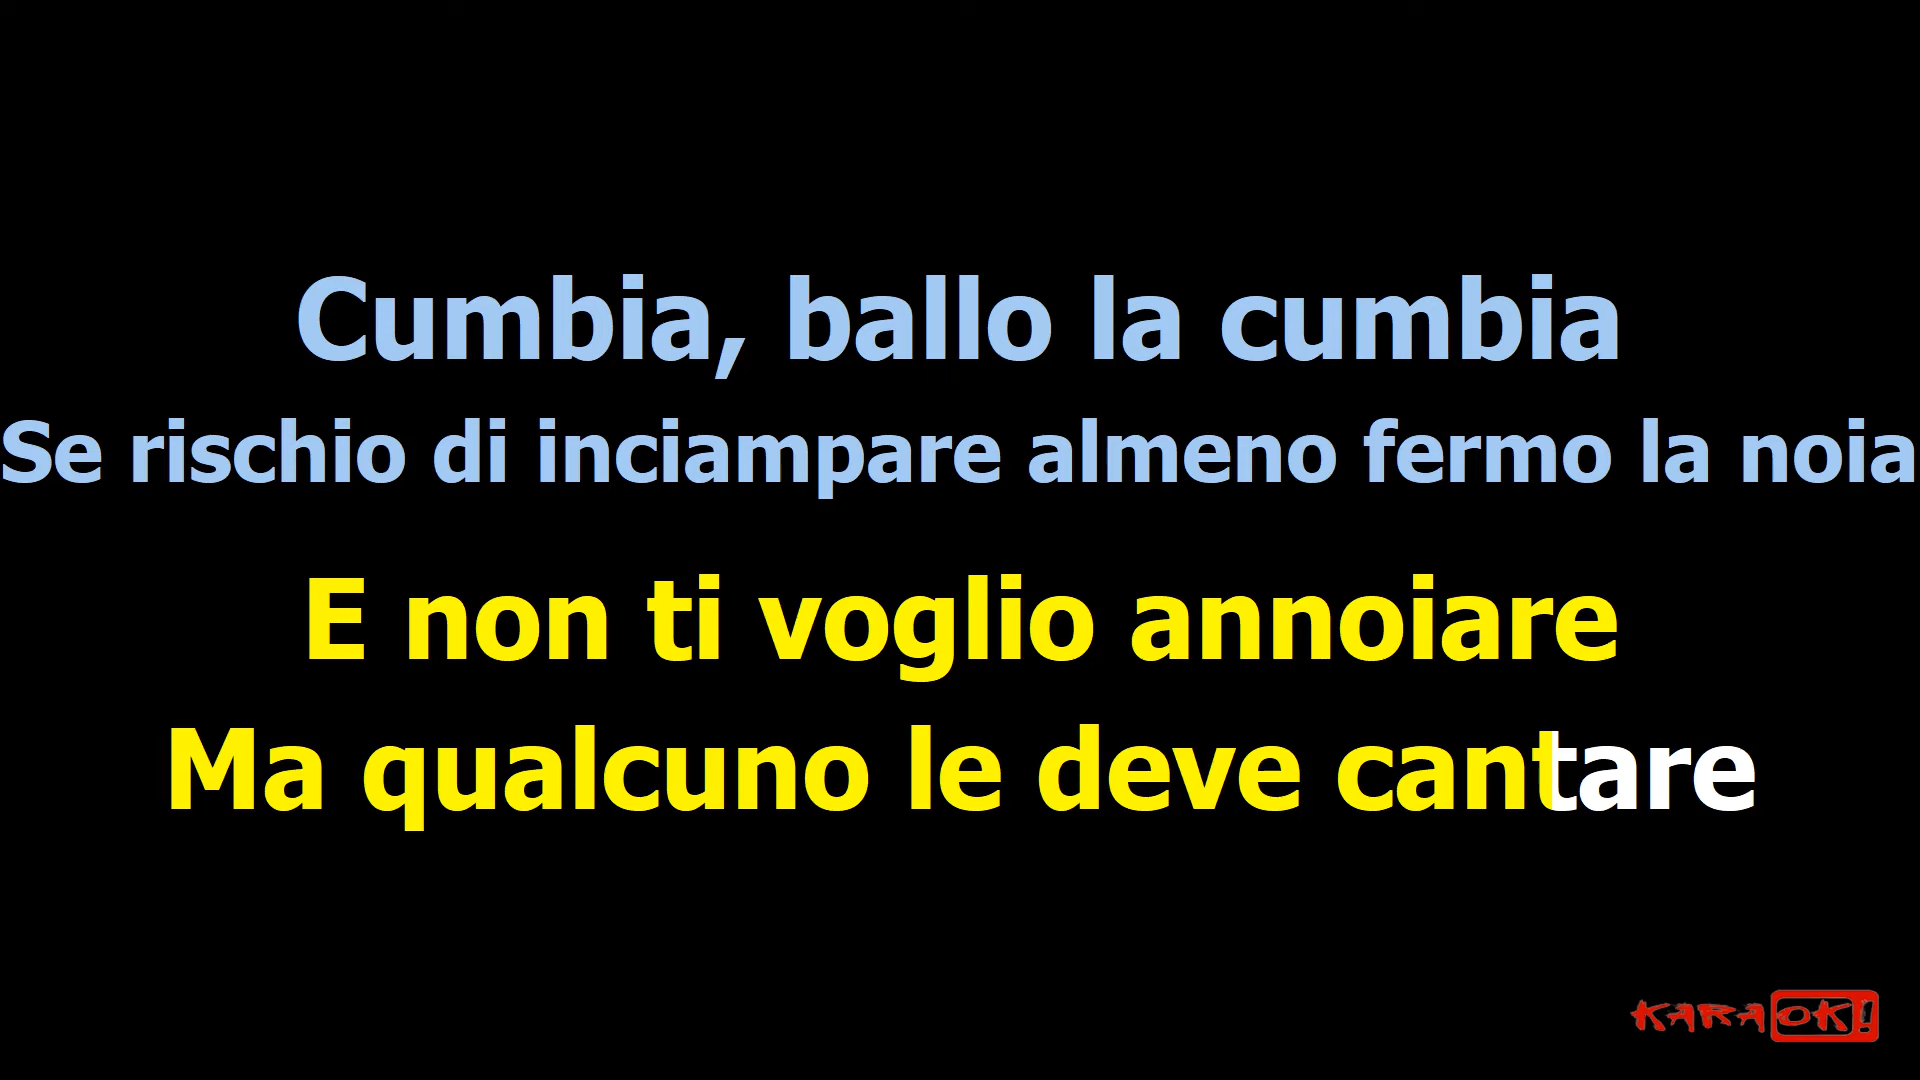 Cumbia, ballo la cumbia
Se rischio di inciampare almeno fermo la noia
E non ti voglio annoiare
Ma qualcuno le deve cantare
KARAOK!